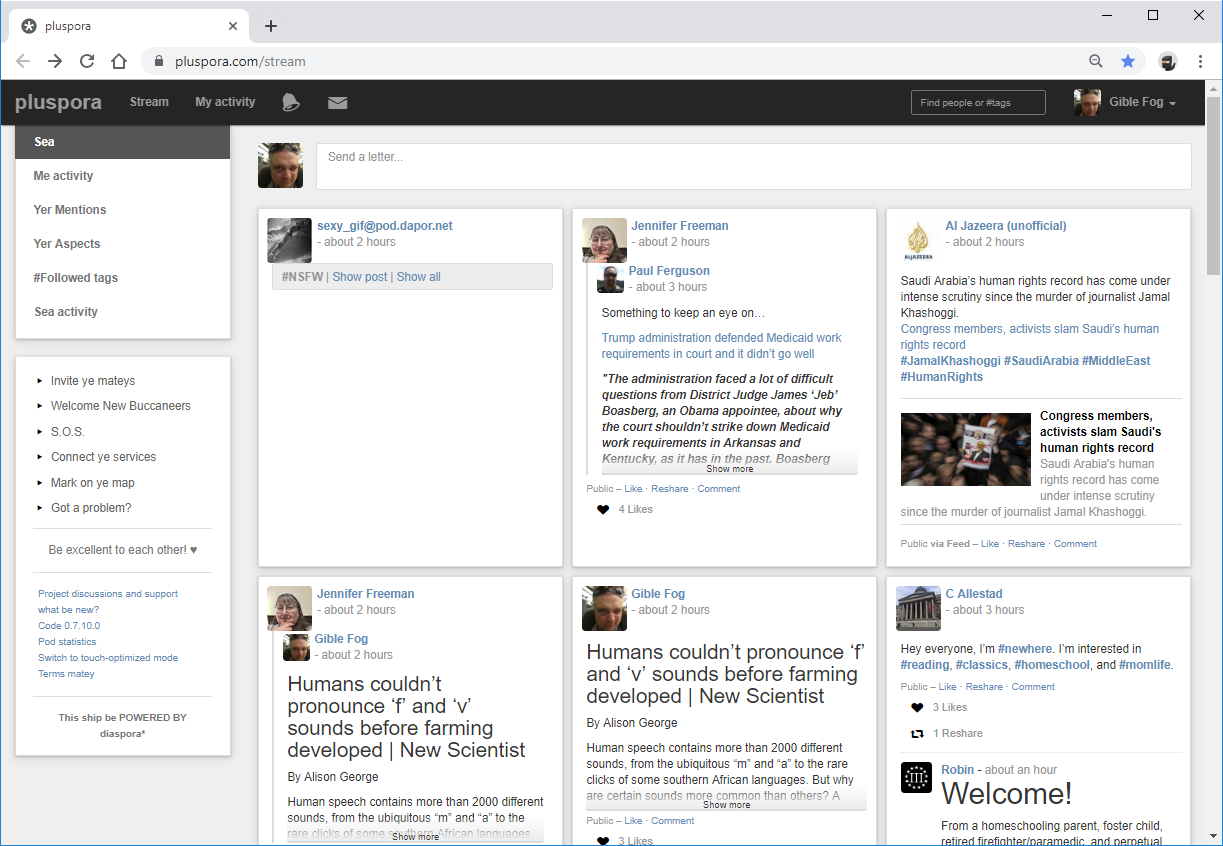 pluspora
pluspora.com/stream
pluspora Stream My activity Find people or #tags Gible Fog
Sea
Me activity
Yer Mentions
Yer Aspects
#Followed tags
Sea activity
Invite ye mateys
Welcome New Buccaneers
S.O.S.
Connect ye services
Mark on ye map
Got a problem?
Be excellent to each other! ♥
Project discussions and support
what be new?
Code 0.7.10.0
Pod statistics
Switch to touch-optimized mode
Terms matey
This ship be POWERED BY
diaspora*
Send a letter...
sexy_gif@pod.dapor.net
- about 2 hours
#NSFW | Show post | Show all
Jennifer Freeman
- about 2 hours
Paul Ferguson
- about 3 hours
Something to keep an eye on…
Trump administration defended Medicaid work
requirements in court and it didn’t go well
"The administration faced a lot of difficult
questions from District Judge James ‘Jeb’
Boasberg, an Obama appointee, about why
the court shouldn’t strike down Medicaid
work requirements in Arkansas and
Kentucky, as it has in the past. Boasberg
Show more
Public – Like · Reshare · Comment
4 Likes
Al Jazeera (unofficial)
- about 2 hours
ALJAZEERA
Saudi Arabia’s human rights record has come under
intense scrutiny since the murder of journalist Jamal
Khashoggi.
Congress members, activists slam Saudi’s human
rights record
#JamalKhashoggi #SaudiArabia #MiddleEast
#HumanRights
Congress members,
activists slam Saudi's
human rights record
Saudi Arabia's human
rights record has come
under intense scrutiny
since the murder of journalist Jamal Khashoggi.
Public via Feed – Like · Reshare · Comment
Jennifer Freeman
- about 2 hours
Gible Fog
- about 2 hours
Humans couldn’t
pronounce ‘f’ and ‘v’
sounds before farming
developed | New Scientist
By Alison George
Human speech contains more than 2000 different
sounds, from the ubiquitous “m” and “a” to the
rare clicks of some southern African languages.
Show more
Gible Fog
- about 2 hours
Humans couldn’t pronounce ‘f’
and ‘v’ sounds before farming
developed | New Scientist
By Alison George
Human speech contains more than 2000 different
sounds, from the ubiquitous “m” and “a” to the rare
clicks of some southern African languages. But why
are certain sounds more common than others? A
Show more
Public – Like · Comment
3 Likes
C Allestad
- about 3 hours
Hey everyone, I’m #newhere. I’m interested in
#reading, #classics, #homeschool, and #momlife.
Public – Like · Reshare · Comment
3 Likes
1 Reshare
Robin - about an hour
III
Welcome!
From a homeschooling parent, foster child,
retired firefighter/paramedic, and perpetual